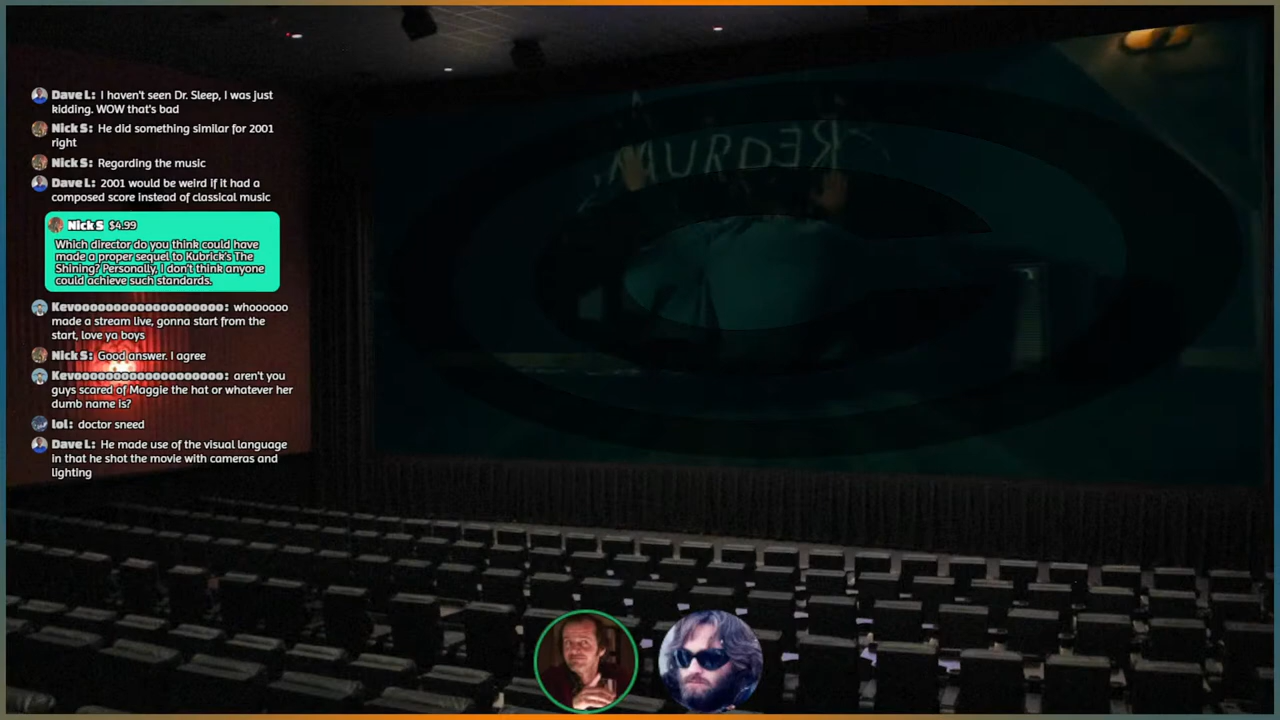 Dave L: I haven't seen Dr. Sleep, I was just
kidding. WOW that's bad
Nick S: He did something similar for 2001
right
Nick S: Regarding the music
Dave L: 2001 would be weird if it had a
composed score instead of classical music
Nick S $4.99
Which director do you think could have
made a proper sequel to Kubrick's The
Shining? Personally, I don't think anyone
could achieve such standards.
Kevooooooooooooooooooo: whoooooo
made a stream live, gonna start from the
start, love ya boys
Nick S: Good answer. I agree
Kevooooooooooooooooooo: aren't you
guys scared of Maggie the hat or whatever her
dumb name is?
lol: doctor sneed
Dave L: He made use of the visual language
in that he shot the movie with cameras and
lighting
REDRUM